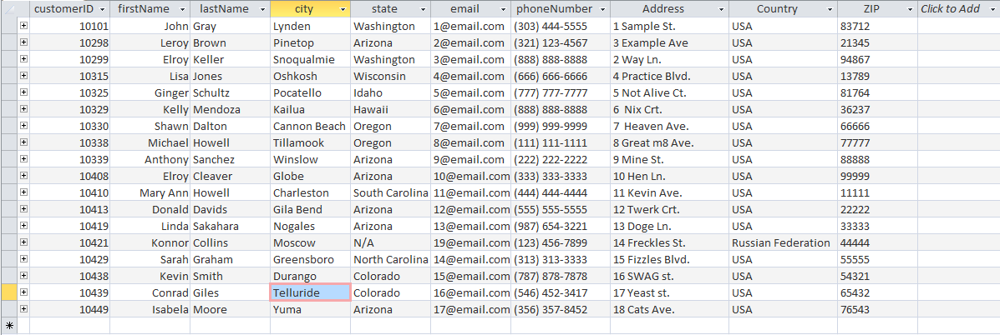 customerID firstName lastName city state email phoneNumber Address Country ZIP Click to Add
10101 John Gray Lynden Washington 1@email.com (303) 444-5555 1 Sample St. USA 83712
10298 Leroy Brown Pinetop Arizona 2@email.com (321) 123-4567 3 Example Ave USA 21345
10299 Elroy Keller Snoqualmie Washington 3@email.com (888) 888-8888 2 Way Ln. USA 94867
10315 Lisa Jones Oshkosh Wisconsin 4@email.com (666) 666-6666 4 Practice Blvd. USA 13789
10325 Ginger Schultz Pocatello Idaho 5@email.com (777) 777-7777 5 Not Alive Ct. USA 81764
10329 Kelly Mendoza Kailua Hawaii 6@email.com (888) 888-8888 6 Nix Crt. USA 36237
10330 Shawn Dalton Cannon Beach Oregon 7@email.com (999) 999-9999 7 Heaven Ave. USA 66666
10338 Michael Howell Tillamook Oregon 8@email.com (111) 111-1111 8 Great m8 Ave. USA 77777
10339 Anthony Sanchez Winslow Arizona 9@email.com (222) 222-2222 9 Mine St. USA 88888
10408 Elroy Cleaver Globe Arizona 10@email.com (333) 333-3333 10 Hen Ln. USA 99999
10410 Mary Ann Howell Charleston South Carolina 11@email.com (444) 444-4444 11 Kevin Ave. USA 11111
10413 Donald Davids Gila Bend Arizona 12@email.com (555) 555-5555 12 Twerk Crt. USA 22222
10419 Linda Sakahara Nogales Arizona 13@email.com (987) 654-3221 13 Doge Ln. USA 33333
10421 Konnor Collins Moscow N/A 19@email.com (123) 456-7899 14 Freckles St. Russian Federation 44444
10429 Sarah Graham Greensboro North Carolina 14@email.com (313) 313-3333 15 Fizzles Blvd. USA 55555
10438 Kevin Smith Durango Colorado 15@email.com (787) 878-7878 16 SWAG st. USA 54321
10439 Conrad Giles Telluride Colorado 16@email.com (546) 452-3417 17 Yeast st. USA 65432
10449 Isabela Moore Yuma Arizona 17@email.com (356) 357-8452 18 Cats Ave. USA 76543